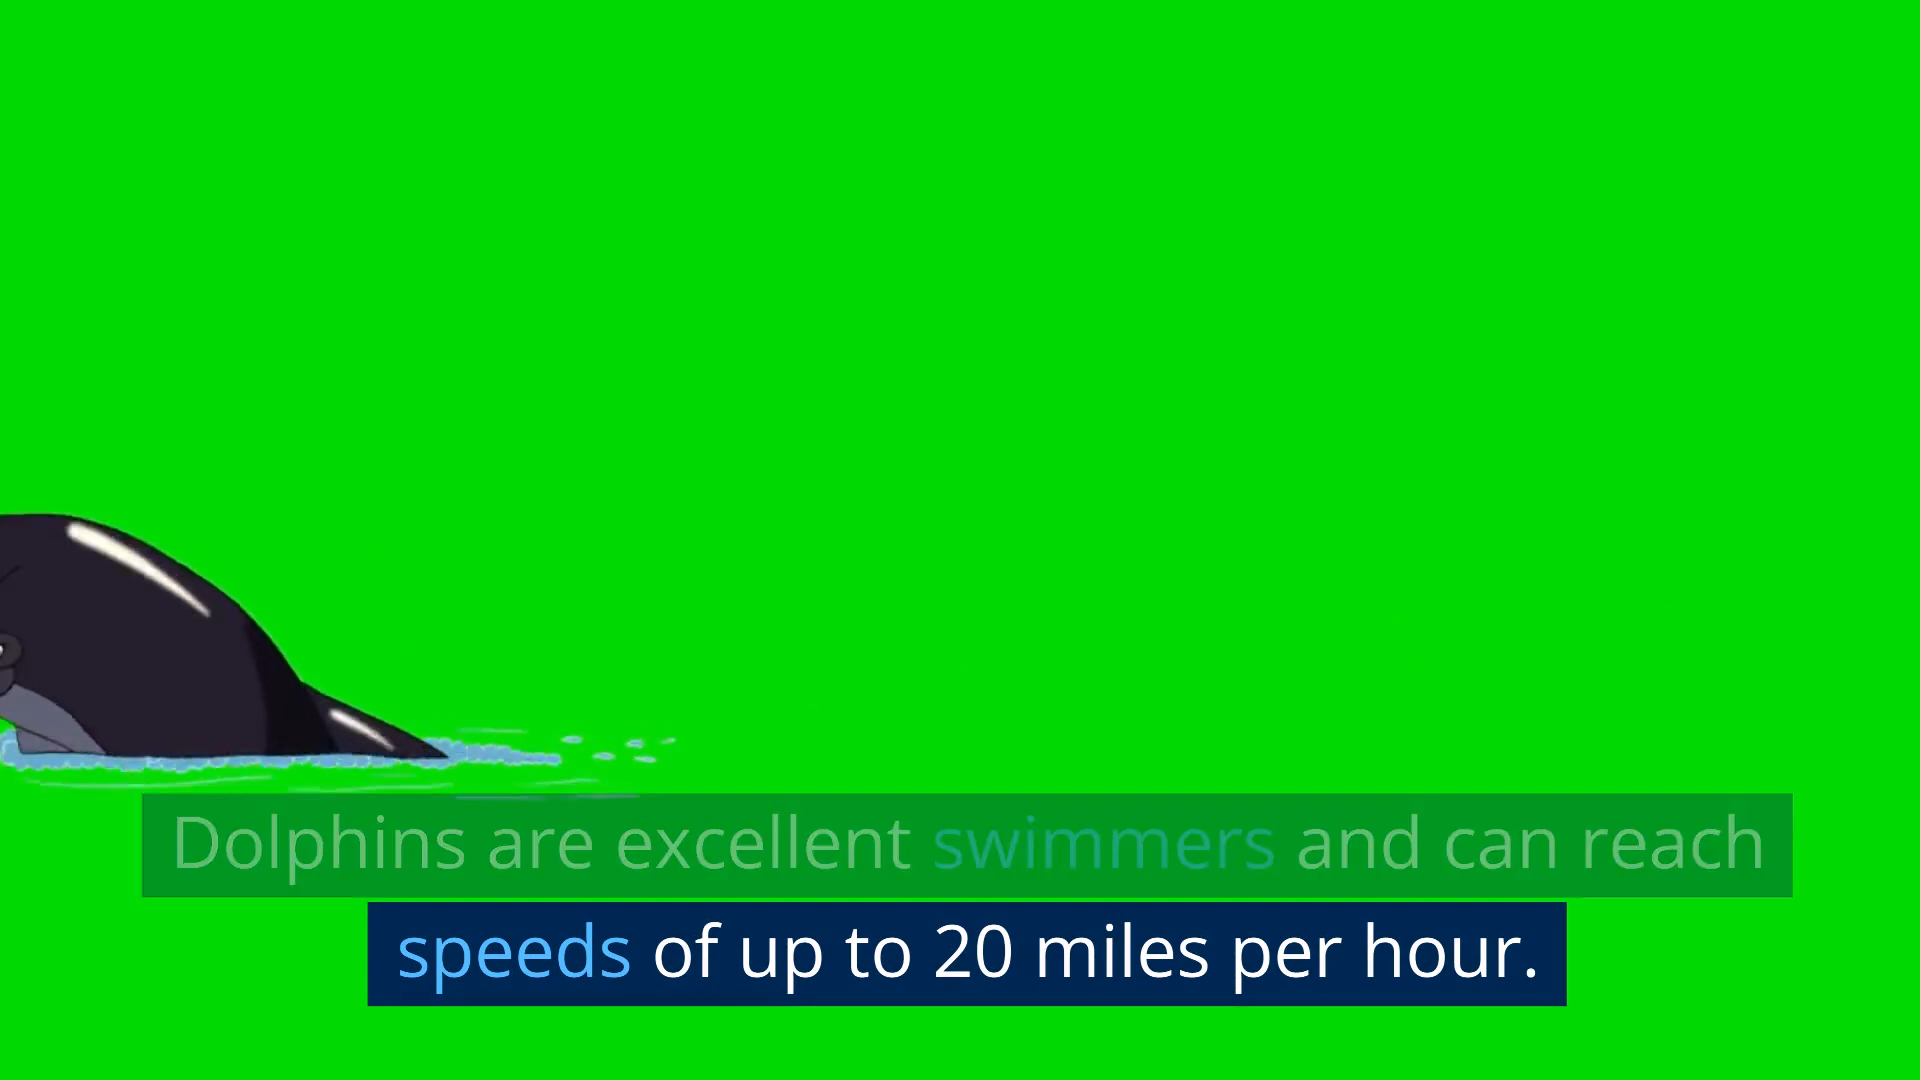 Dolphins are excellent swimmers and can reach
speeds of up to 20 miles per hour.